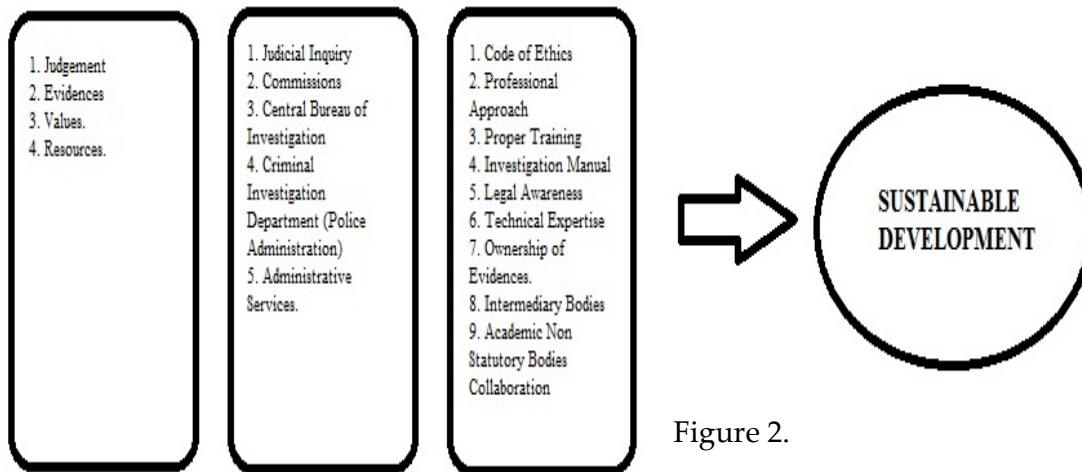 1. Judgement
2. Evidences
3. Values.
4. Resources.
1. Judicial Inquiry
2. Commissions
3. Central Bureau of
Investigation
4. Criminal
Investigation
Department (Police
Administration)
5. Administrative
Services.
1. Code of Ethics
2. Professional
Approach
3. Proper Training
4. Investigation Manual
5. Legal Awareness
6. Technical Expertise
7. Ownership of
Evidences.
8. Intermediary Bodies
9. Academic Non
Statutory Bodies
Collaboration
SUSTAINABLE
DEVELOPMENT
Figure 2.